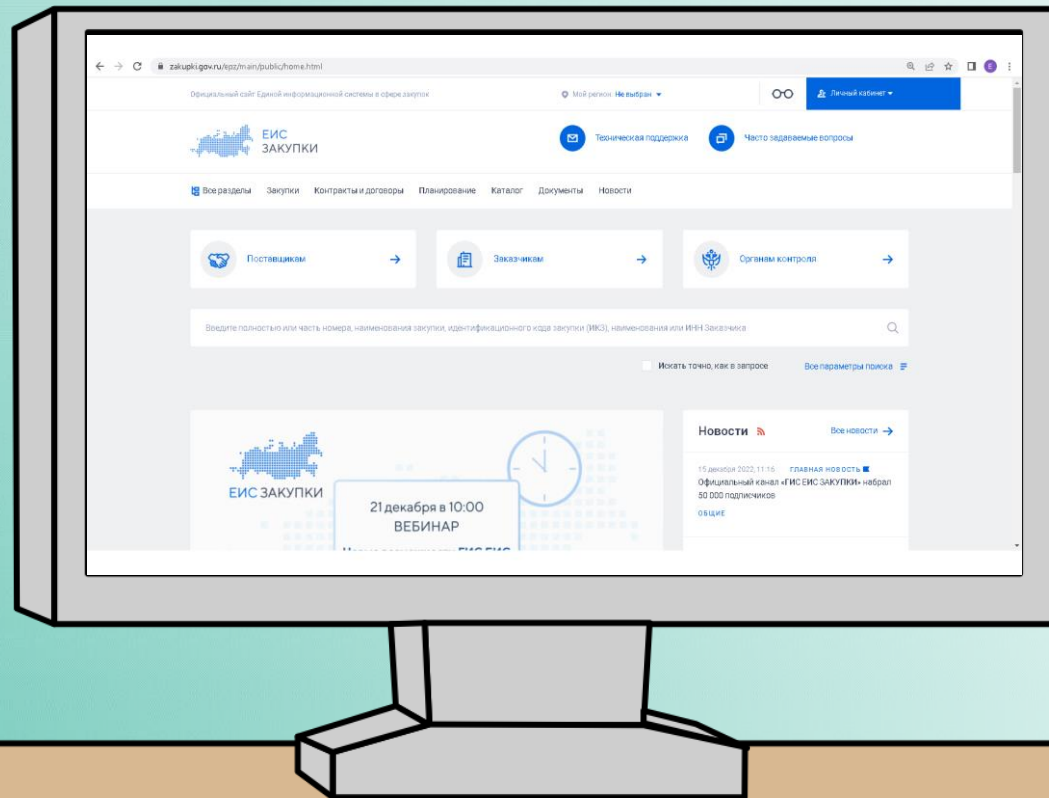 zakupki.gov.ru/epz/main/public/home.html
E
Официальный сайт Единой информационной системы в сфере закупок
Мой регион: Не выбран
Личный кабинет
ЕИС
ЗАКУПКИ
Техническая поддержка
Часто задаваемые вопросы
Все разделы Закупки Контракты и договоры Планирование Каталог Документы Новости
Поставщикам
Заказчикам
Органам контроля
Введите полностью или часть номера, наименования закупки, идентификационного кода закупки (ИКЗ), наименования или ИНН Заказчика
Искать точно, как в запросе
Все параметры поиска
ЕИС ЗАКУПКИ
21 декабря в 10:00
ВЕБИНАР
Новости
Все новости
15 декабря 2022, 11:16 ГЛАВНАЯ НОВОСТЬ
Официальный канал «ГИС ЕИС ЗАКУПКИ» набрал
50 000 подписчиков
ОБЩИЕ